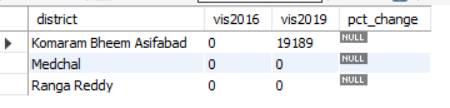 district vis2016 vis2019 pct_change
Komaram Bheem Asifabad 0 19189 NULL
Medchal 0 0 NULL
Ranga Reddy 0 0 NULL